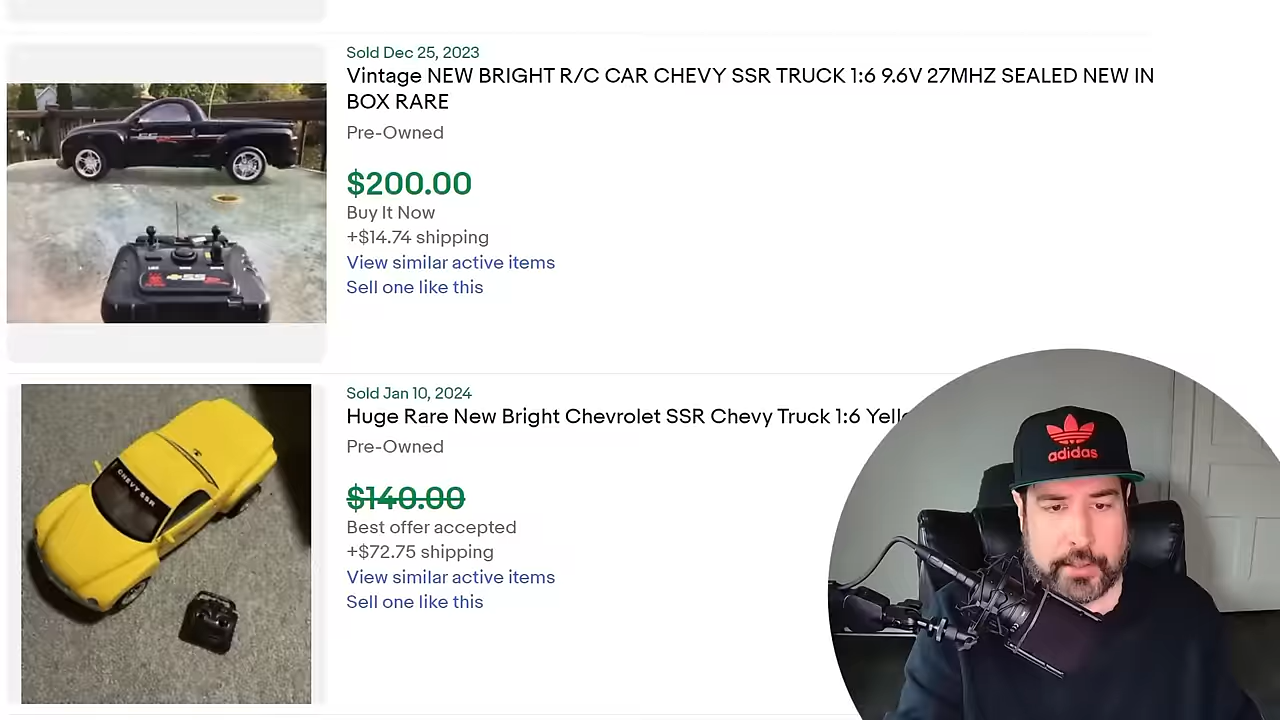 Sold Dec 25, 2023
Vintage NEW BRIGHT R/C CAR CHEVY SSR TRUCK 1:6 9.6V 27MHZ SEALED NEW IN
BOX RARE
Pre-Owned
$200.00
Buy It Now
+$14.74 shipping
View similar active items
Sell one like this
Sold Jan 10, 2024
Huge Rare New Bright Chevrolet SSR Chevy Truck 1:6
Pre-Owned
$140.00
Best offer accepted
+$72.75 shipping
View similar active items
Sell one like this
CHEVY SSR
adidas